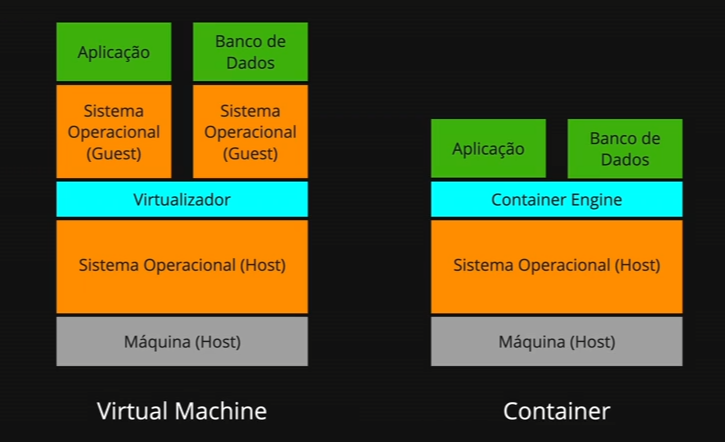 Aplicação
Banco de
Dados
Sistema
Operacional
(Guest)
Sistema
Operacional
(Guest)
Virtualizador
Sistema Operacional (Host)
Máquina (Host)
Virtual Machine
Aplicação
Banco de
Dados
Container Engine
Sistema Operacional (Host)
Máquina (Host)
Container